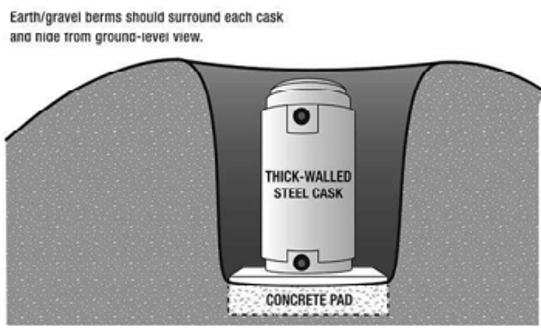 Earth/gravel berms should surround each cask
and hide from ground-level view.
THICK-WALLED
STEEL CASK
CONCRETE PAD